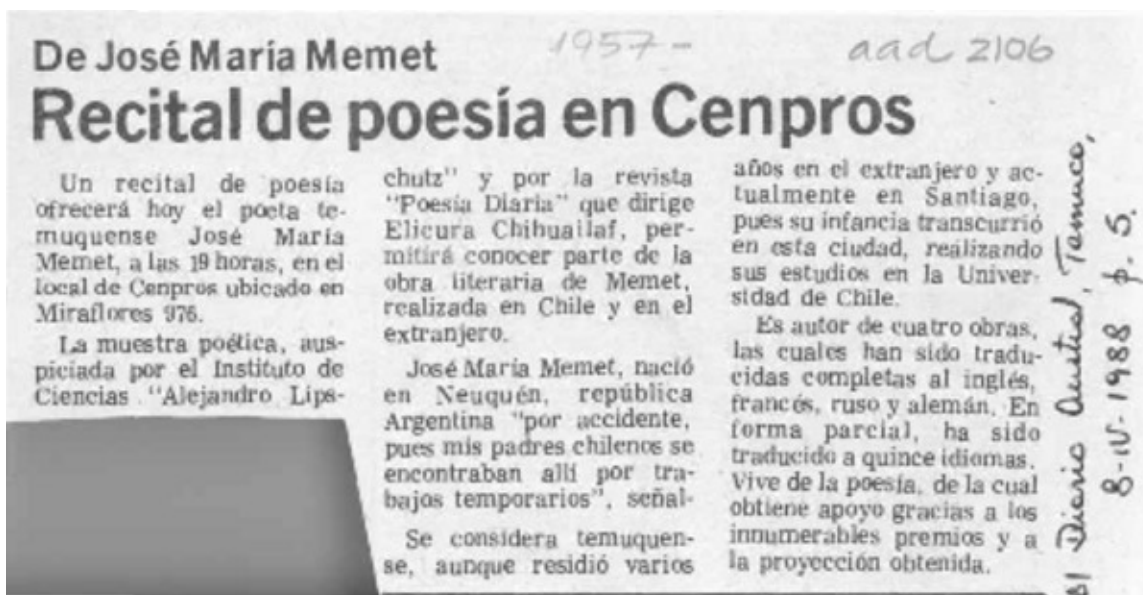 De José María Memet
1957-
aad 2106
Recital de poesía en Cenpros
Un recital de poesía
ofrecerá hoy el poeta te-
muquense José María
Memet, a las 19 horas, en el
local de Cenpros ubicado en
Miraflores 976.
La muestra poética, aus-
piciada por el Instituto de
Ciencias "Alejandro Lips-
chutz" y por la revista
"Poesía Diaria" que dirige
Elicura Chihuailaf, per-
mitirá conocer parte de la
obra literaria de Memet,
realizada en Chile y en el
extranjero.
José María Memet, nació
en Neuquén, república
Argentina "por accidente,
pues mis padres chilenos se
encontraban allí por tra-
bajos temporarios", señal-
Se considera temuquen-
se, aunque residió varios
años en el extranjero y ac-
tualmente en Santiago,
pues su infancia transcurrió
en esta ciudad, realizando
sus estudios en la Univer-
sidad de Chile.
Es autor de cuatro obras,
las cuales han sido tradu-
cidas completas al inglés,
francés, ruso y alemán. En
forma parcial, ha sido
traducido a quince idiomas.
Vive de la poesía, de la cual
obtiene apoyo gracias a los
innumerables premios y a
la proyección obtenida.
Diario Austral, Temuco,
8-IV-1988 p. 5.